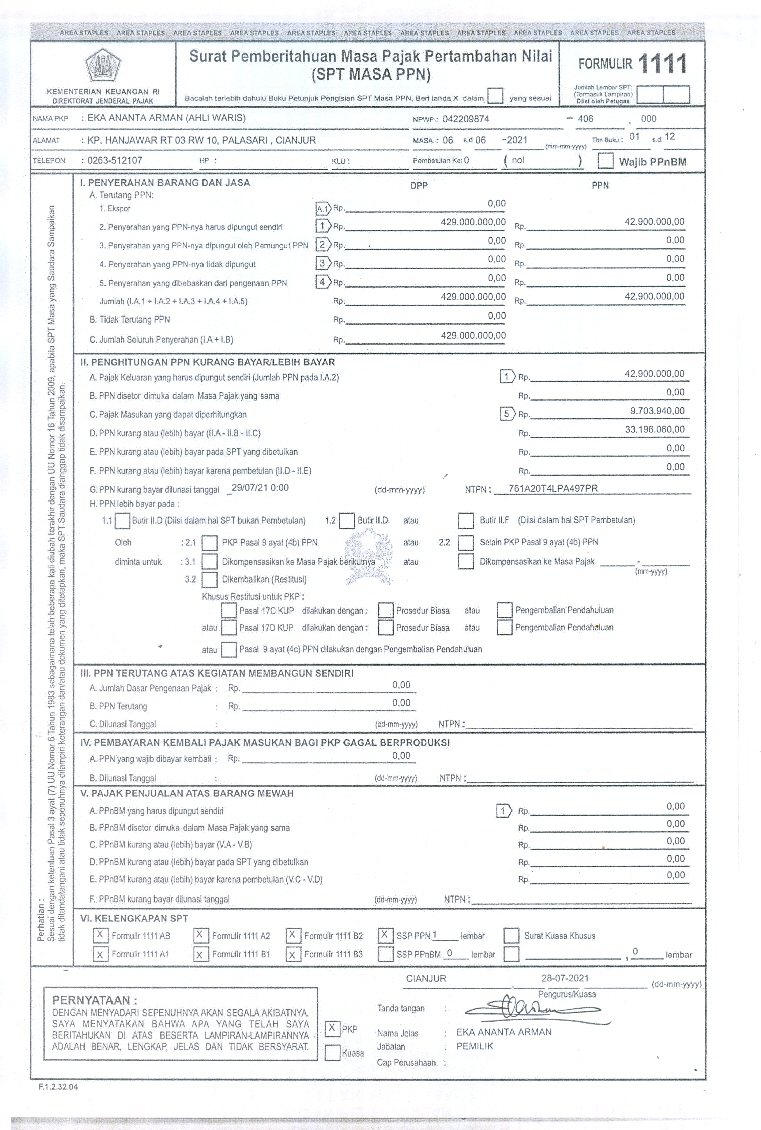 AREA STAPLES AREA STAPLES AREA STAPLES AREA STAPLES AREA STAPLES AREA STAPLES AREA STAPLES AREA STAPLES AREA STAPLES AREA STAPLES AREA STAPLES
KEMENTERIAN KEUANGAN RI
DIREKTORAT JENDERAL PAJAK
Surat Pemberitahuan Masa Pajak Pertambahan Nilai
(SPT MASA PPN)
Bacalah terlebih dahulu Buku Petunjuk Pengisian SPT Masa PPN, Beri tanda X dalam yang sesuai
FORMULIR 1111
Jumlah Lembar SPT:
(Termasuk Lampiran)
Diisi oleh Petugas
NAMA PKP : EKA ANANTA ARMAN (AHLI WARIS) NPWP : 042209874 – 406 . 000
ALAMAT : KP. HANJAWAR RT 03 RW 10, PALASARI , CIANJUR MASA : 06 s.d 06 -2021 (mm-mm-yyyy) Thn Buku : 01 s.d 12
TELEPON : 0263-512107 HP : KLU : Pembetulan Ke: 0 ( nol ) Wajib PPnBM
I. PENYERAHAN BARANG DAN JASA DPP PPN
A. Terutang PPN:
1. Ekspor A.1 Rp. 0,00
2. Penyerahan yang PPN-nya harus dipungut sendiri 1 Rp. 429.000.000,00 Rp. 42.900.000,00
3. Penyerahan yang PPN-nya dipungut oleh Pemungut PPN 2 Rp. 0,00 Rp. 0,00
4. Penyerahan yang PPN-nya tidak dipungut 3 Rp. 0,00 Rp. 0,00
5. Penyerahan yang dibebaskan dari pengenaan PPN 4 Rp. 0,00 Rp. 0,00
Jumlah (I.A.1 + I.A.2 + I.A.3 + I.A.4 + I.A.5) Rp. 429.000.000,00 Rp. 42.900.000,00
B. Tidak Terutang PPN Rp. 0,00
C. Jumlah Seluruh Penyerahan (I.A + I.B) Rp. 429.000.000,00
II. PENGHITUNGAN PPN KURANG BAYAR/LEBIH BAYAR
A. Pajak Keluaran yang harus dipungut sendiri (Jumlah PPN pada I.A.2) 1 Rp. 42.900.000,00
B. PPN disetor dimuka dalam Masa Pajak yang sama Rp. 0,00
C. Pajak Masukan yang dapat diperhitungkan 5 Rp. 9.703.940,00
D. PPN kurang atau (lebih) bayar (II.A - II.B - II.C) Rp. 33.196.060,00
E. PPN kurang atau (lebih) bayar pada SPT yang dibetulkan Rp. 0,00
F. PPN kurang atau (lebih) bayar karena pembetulan (II.D - II.E) Rp. 0,00
G. PPN kurang bayar dilunasi tanggal 29/07/21 0:00 (dd-mm-yyyy) NTPN : 761A20T4LPA497PR
H. PPN lebih bayar pada :
1.1 Butir II.D (Diisi dalam hal SPT bukan Pembetulan) 1.2 Butir II.D atau Butir II.F (Diisi dalam hal SPT Pembetulan)
Oleh : 2.1 PKP Pasal 9 ayat (4b) PPN atau 2.2 Selain PKP Pasal 9 ayat (4b) PPN
diminta untuk : 3.1 Dikompensasikan ke Masa Pajak berikutnya atau Dikompensasikan ke Masa Pajak -
(mm-yyyy)
3.2 Dikembalikan (Restitusi)
Khusus Restitusi untuk PKP :
Pasal 17C KUP dilakukan dengan : Prosedur Biasa atau Pengembalian Pendahuluan
atau Pasal 17D KUP dilakukan dengan : Prosedur Biasa atau Pengembalian Pendahuluan
atau Pasal 9 ayat (4c) PPN dilakukan dengan Pengembalian Pendahuluan
III. PPN TERUTANG ATAS KEGIATAN MEMBANGUN SENDIRI
A. Jumlah Dasar Pengenaan Pajak : Rp. 0,00
B. PPN Terutang : Rp. 0,00
C. Dilunasi Tanggal : (dd-mm-yyyy) NTPN :
IV. PEMBAYARAN KEMBALI PAJAK MASUKAN BAGI PKP GAGAL BERPRODUKSI
A. PPN yang wajib dibayar kembali : Rp. 0,00
B. Dilunasi Tanggal : (dd-mm-yyyy) NTPN :
V. PAJAK PENJUALAN ATAS BARANG MEWAH
A. PPnBM yang harus dipungut sendiri 1 Rp. 0,00
B. PPnBM disetor dimuka dalam Masa Pajak yang sama Rp. 0,00
C. PPnBM kurang atau (lebih) bayar (V.A - V.B) Rp. 0,00
D. PPnBM kurang atau (lebih) bayar pada SPT yang dibetulkan Rp. 0,00
E. PPnBM kurang atau (lebih) bayar karena pembetulan (V.C - V.D) Rp. 0,00
F. PPnBM kurang bayar dilunasi tanggal (dd-mm-yyyy) NTPN :
VI. KELENGKAPAN SPT
X Formulir 1111 AB X Formulir 1111 A2 X Formulir 1111 B2 X SSP PPN 1 lembar Surat Kuasa Khusus
X Formulir 1111 A1 X Formulir 1111 B1 X Formulir 1111 B3 SSP PPnBM 0 lembar , 0 lembar
Perhatian :
Sesuai dengan ketentuan Pasal 3 ayat (7) UU Nomor 6 Tahun 1983 sebagaimana telah beberapa kali diubah terakhir dengan UU Nomor 16 Tahun 2009, apabila SPT Masa yang Saudara Sampaikan
tidak ditandatangani atau tidak sepenuhnya dilampiri keterangan dan/atau dokumen yang ditetapkan, maka SPT Saudara dianggap tidak disampaikan.
PERNYATAAN :
DENGAN MENYADARI SEPENUHNYA AKAN SEGALA AKIBATNYA,
SAYA MENYATAKAN BAHWA APA YANG TELAH SAYA
BERITAHUKAN DI ATAS BESERTA LAMPIRAN-LAMPIRANNYA
ADALAH BENAR, LENGKAP, JELAS DAN TIDAK BERSYARAT.
X PKP
Kuasa
CIANJUR 28-07-2021 (dd-mm-yyyy)
Pengurus/Kuasa
Tanda tangan :
Nama Jelas : EKA ANANTA ARMAN
Jabatan : PEMILIK
Cap Perusahaan. :
F.1.2.32.04